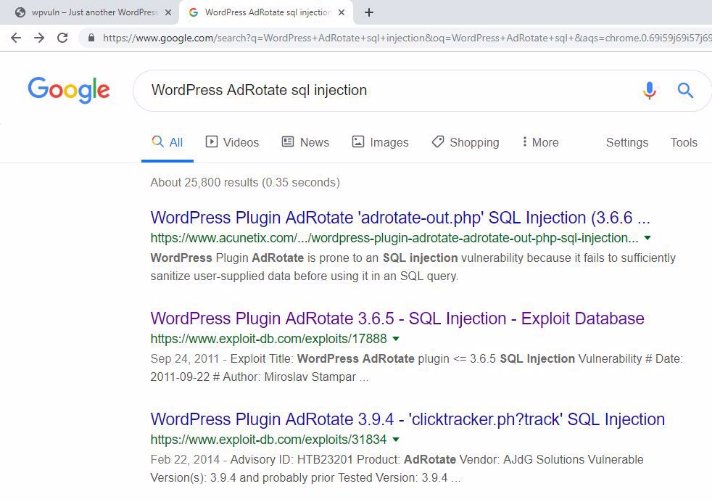 wpvuln – Just another WordPres
WordPress AdRotate sql injection
https://www.google.com/search?q=WordPress+AdRotate+sql+injection&oq=WordPress+AdRotate+sql+&aqs=chrome.0.69i59j69i57j69
Google
WordPress AdRotate sql injection
All Videos News Images Shopping More Settings Tools
About 25,800 results (0.35 seconds)
WordPress Plugin AdRotate 'adrotate-out.php' SQL Injection (3.6.6 ...
https://www.acunetix.com/.../wordpress-plugin-adrotate-adrotate-out-php-sql-injection...
WordPress Plugin AdRotate is prone to an SQL injection vulnerability because it fails to sufficiently
sanitize user-supplied data before using it in an SQL query.
WordPress Plugin AdRotate 3.6.5 - SQL Injection - Exploit Database
https://www.exploit-db.com/exploits/17888
Sep 24, 2011 - Exploit Title: WordPress AdRotate plugin <= 3.6.5 SQL Injection Vulnerability # Date:
2011-09-22 # Author: Miroslav Stampar ...
WordPress Plugin AdRotate 3.9.4 - 'clicktracker.ph?track' SQL Injection
https://www.exploit-db.com/exploits/31834
Feb 22, 2014 - Advisory ID: HTB23201 Product: AdRotate Vendor: AJdG Solutions Vulnerable
Version(s): 3.9.4 and probably prior Tested Version: 3.9.4 ...